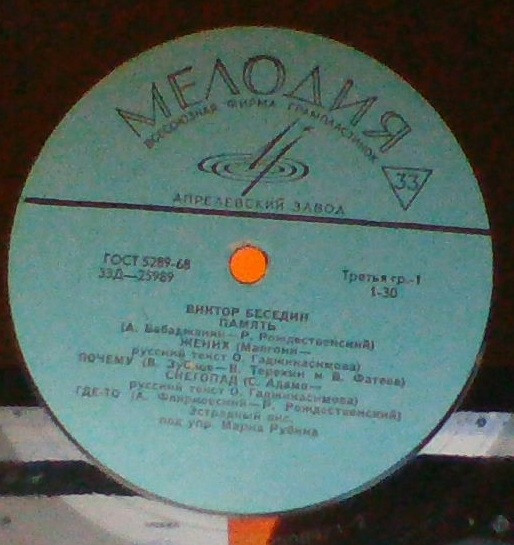 МЕЛОДИЯ
ВСЕСОЮЗНАЯ ФИРМА ГРАМПЛАСТИНОК
33
АПРЕЛЕВСКИЙ ЗАВОД
ГОСТ 5289-68
33Д—25989
Третья гр.-1
1-30
ВИКТОР БЕСЕДИН
ПАМЯТЬ
(А. Бабаджанян—Р. Рождественский)
ЖЕНИХ
русский текст О. Гаджикасимова)
ПОЧЕМУ (В. В. Терехин и В. Фатеев)
СНЕГОПАД (С. Адамо—
русский текст О. Гаджикасимова)
ГДЕ-ТО (А. Флярковский—Р. Рождественский)
Эстрадный анс.
под упр. Марка Рубина